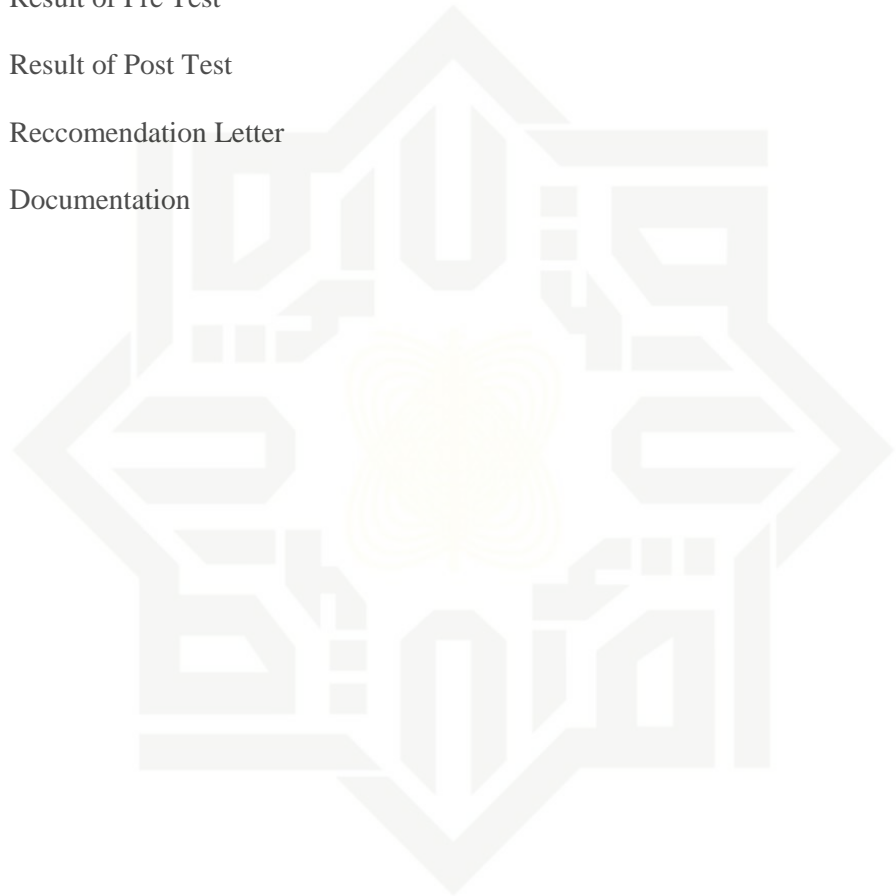 Result of Pre Test
Result of Post Test
Reccomendation Letter
Documentation